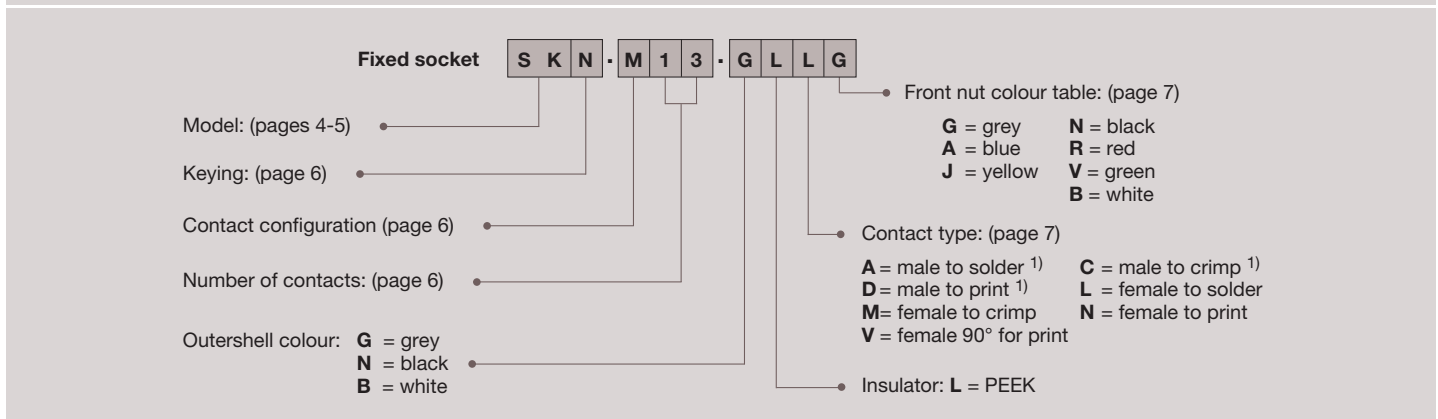 Fixed socket S K N · M 1 3 · G L L G
Model: (pages 4-5)
Keying: (page 6)
Contact configuration (page 6)
Number of contacts: (page 6)
Outershell colour: G = grey
N = black
B = white
Front nut colour table: (page 7)
G = grey N = black
A = blue R = red
J = yellow V = green
B = white
Contact type: (page 7)
A = male to solder 1) C = male to crimp 1)
D = male to print 1) L = female to solder
M= female to crimp N = female to print
V = female 90° for print
Insulator: L = PEEK